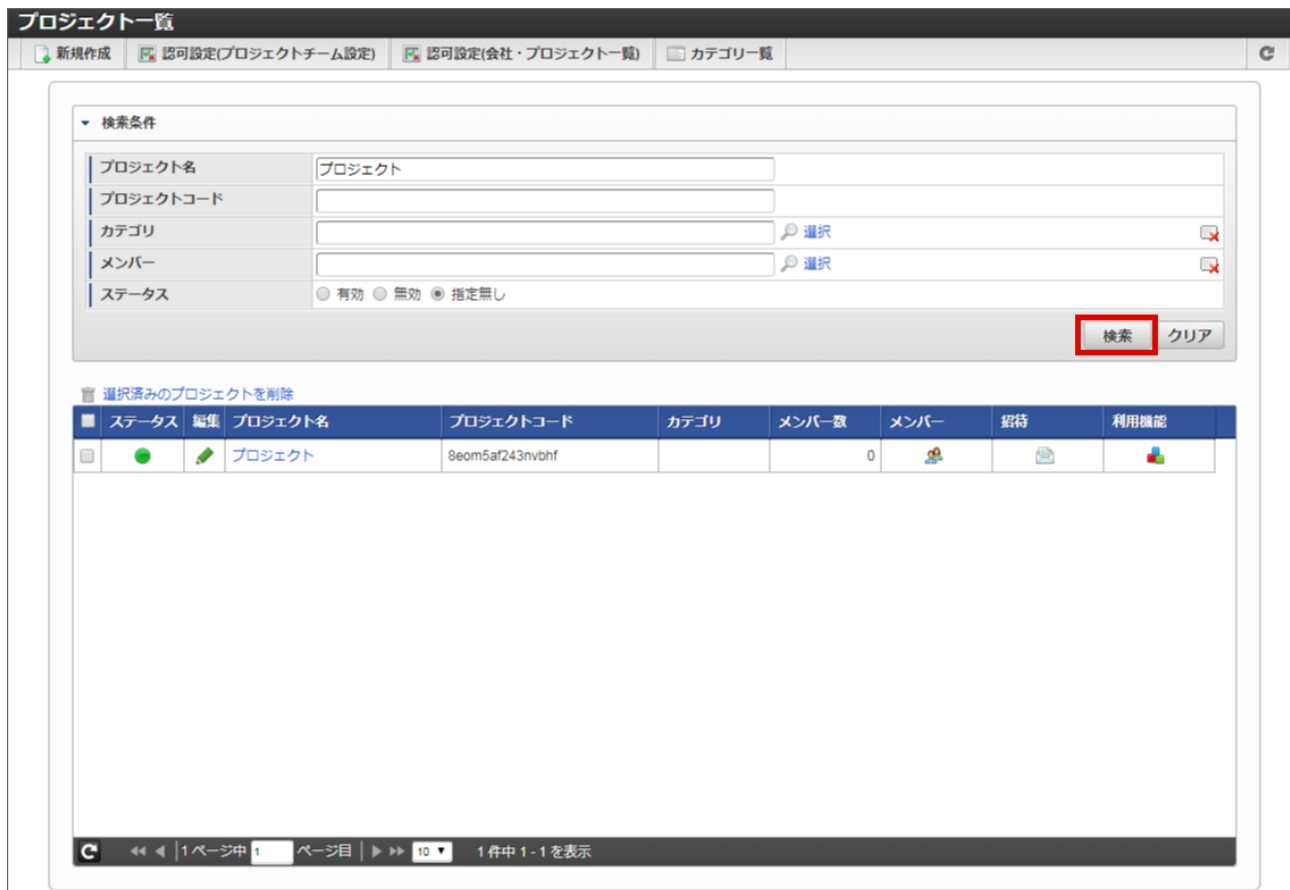 プロジェクト一覧
新規作成 認可設定(プロジェクトチーム設定) 認可設定(会社・プロジェクト一覧) カテゴリ一覧
検索条件
プロジェクト名 プロジェクト
プロジェクトコード
カテゴリ 選択
メンバー 選択
ステータス 有効 無効 指定無し
検索 クリア
選択済みのプロジェクトを削除
ステータス 編集 プロジェクト名 プロジェクトコード カテゴリ メンバー数 メンバー 招待 利用機能
プロジェクト 8eom5af243nvbhf 0
1 ページ中 1 ページ目 10 1 件中 1 - 1 を表示